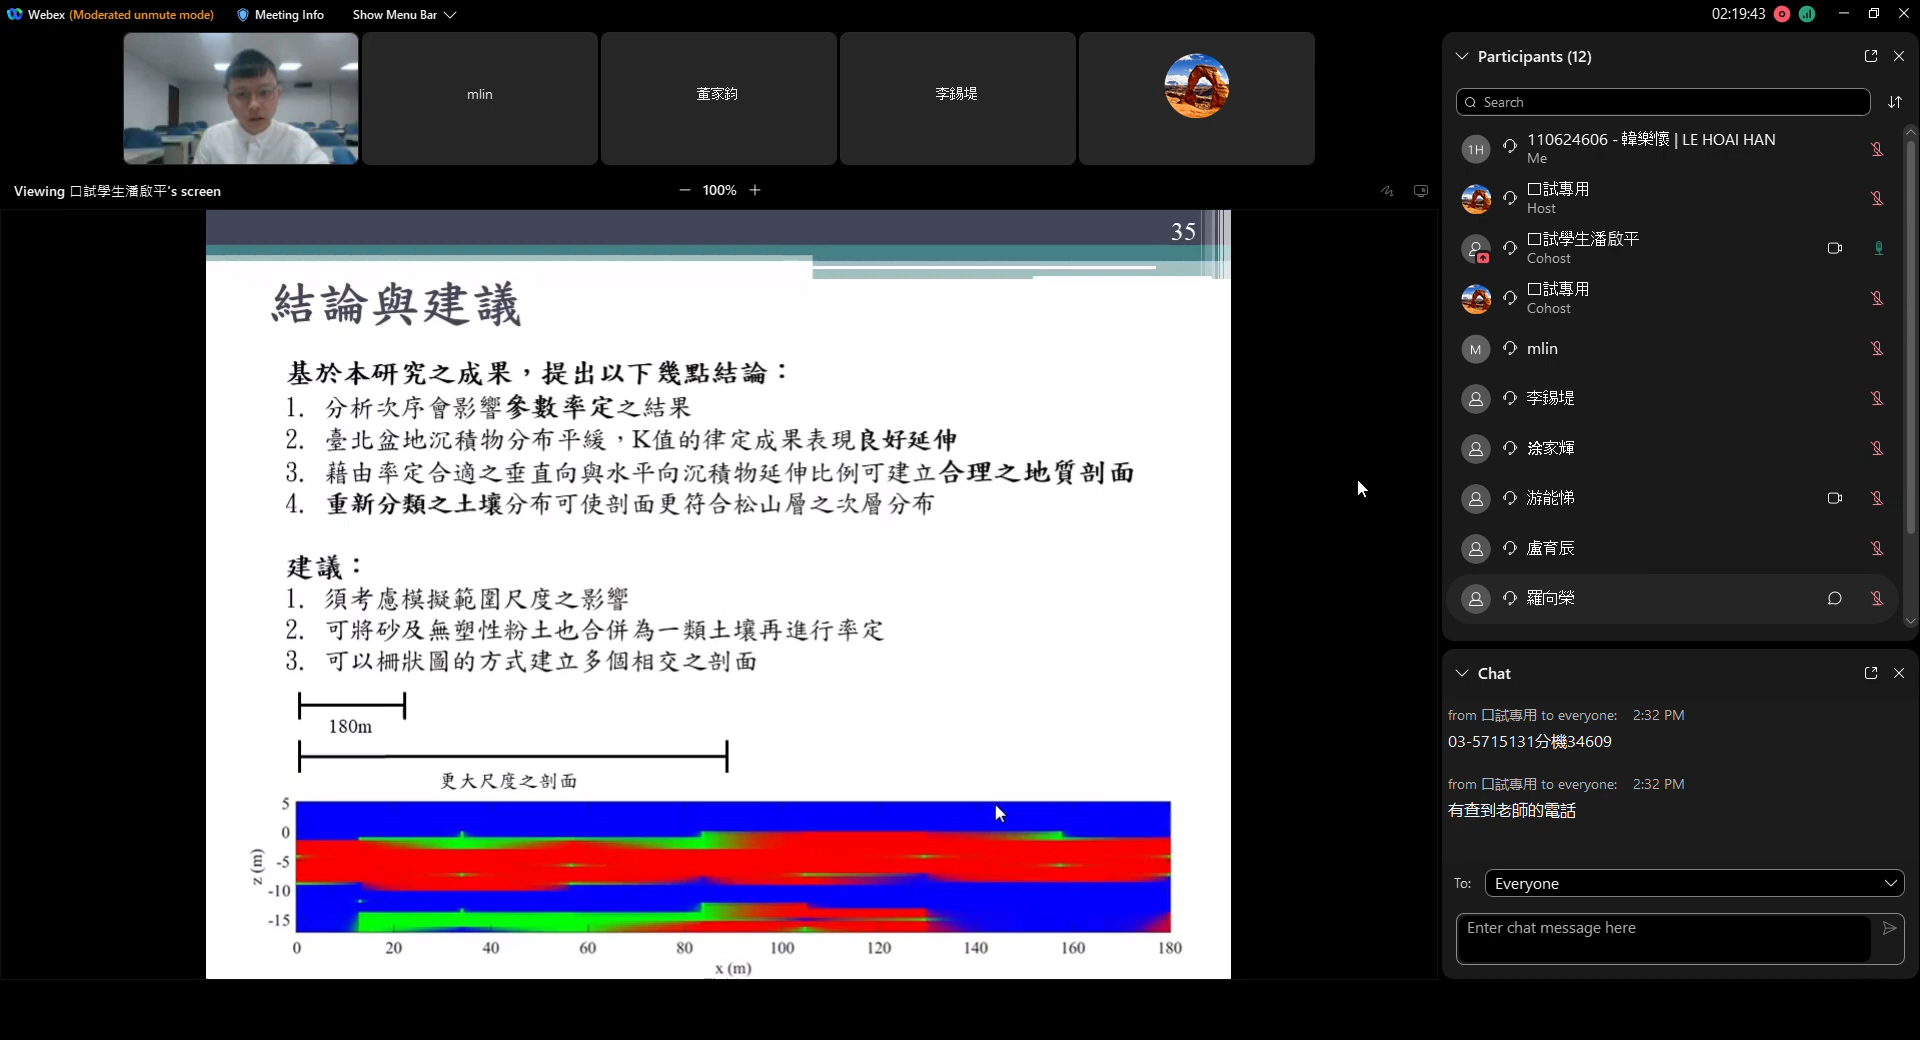 Webex (Moderated unmute mode) Meeting Info Show Menu Bar 02:19:43
mlin
董家鈞
李錫堤
Viewing 口試學生潘啟平's screen
100%
35
結論與建議
基於本研究之成果，提出以下幾點結論：
1. 分析次序會影響參數率定之結果
2. 臺北盆地沉積物分布平緩，K值的律定成果表現良好延伸
3. 藉由率定合適之垂直向與水平向沉積物延伸比例可建立合理之地質剖面
4. 重新分類之土壤分布可使剖面更符合松山層之次層分布
建議：
1. 須考慮模擬範圍尺度之影響
2. 可將砂及無塑性粉土也合併為一類土壤再進行率定
3. 可以柵狀圖的方式建立多個相交之剖面
180m
更大尺度之剖面
5
0
-5
-10
-15
z (m)
0 20 40 60 80 100 120 140 160 180
x (m)
Participants (12)
Search
1H 110624606 - 韓樂懷 | LE HOAI HAN
Me
口試專用
Host
口試學生潘啟平
Cohost
口試專用
Cohost
M mlin
李錫堤
涂家輝
游能悌
盧育辰
羅向榮
Chat
from 口試專用 to everyone: 2:32 PM
03-5715131分機34609
from 口試專用 to everyone: 2:32 PM
有查到老師的電話
To: Everyone
Enter chat message here